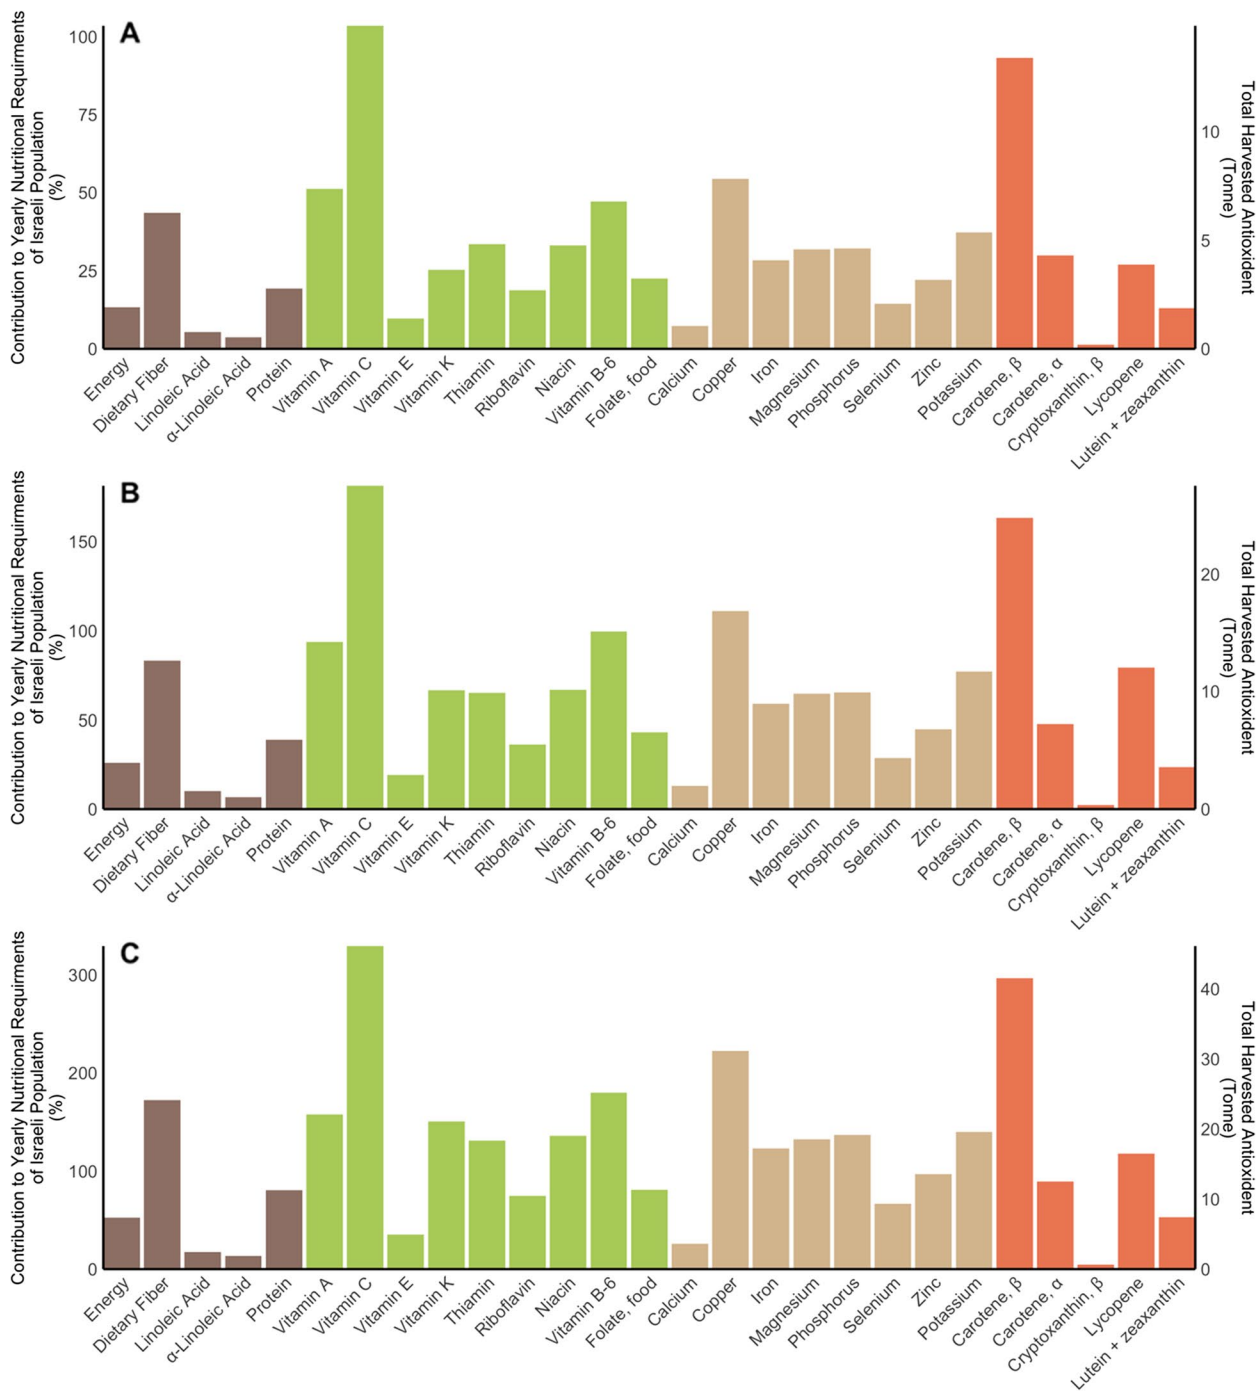 A
Contribution to Yearly Nutritional Requirments
of Israeli Population
(%)
100
75
50
25
0
10
5
0
Total Harvested Antioxident
(Tonne)
Energy
Dietary Fiber
Linoleic Acid
α-Linoleic Acid
Protein
Vitamin A
Vitamin C
Vitamin E
Vitamin K
Thiamin
Riboflavin
Niacin
Vitamin B-6
Folate, food
Calcium
Copper
Iron
Magnesium
Phosphorus
Selenium
Zinc
Potassium
Carotene, β
Carotene, α
Cryptoxanthin, β
Lycopene
Lutein + zeaxanthin
B
Contribution to Yearly Nutritional Requirments
of Israeli Population
(%)
150
100
50
0
20
10
0
Total Harvested Antioxident
(Tonne)
Energy
Dietary Fiber
Linoleic Acid
α-Linoleic Acid
Protein
Vitamin A
Vitamin C
Vitamin E
Vitamin K
Thiamin
Riboflavin
Niacin
Vitamin B-6
Folate, food
Calcium
Copper
Iron
Magnesium
Phosphorus
Selenium
Zinc
Potassium
Carotene, β
Carotene, α
Cryptoxanthin, β
Lycopene
Lutein + zeaxanthin
C
Contribution to Yearly Nutritional Requirments
of Israeli Population
(%)
300
200
100
0
40
30
20
10
0
Total Harvested Antioxident
(Tonne)
Energy
Dietary Fiber
Linoleic Acid
α-Linoleic Acid
Protein
Vitamin A
Vitamin C
Vitamin E
Vitamin K
Thiamin
Riboflavin
Niacin
Vitamin B-6
Folate, food
Calcium
Copper
Iron
Magnesium
Phosphorus
Selenium
Zinc
Potassium
Carotene, β
Carotene, α
Cryptoxanthin, β
Lycopene
Lutein + zeaxanthin